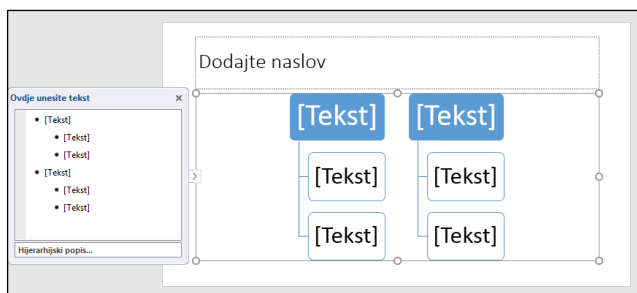 Dodajte naslov
Ovdje unesite tekst
[Tekst]
[Tekst]
[Tekst]
[Tekst]
[Tekst]
[Tekst]
Hijerarhijski popis...
[Tekst] [Tekst]
[Tekst] [Tekst]
[Tekst] [Tekst]